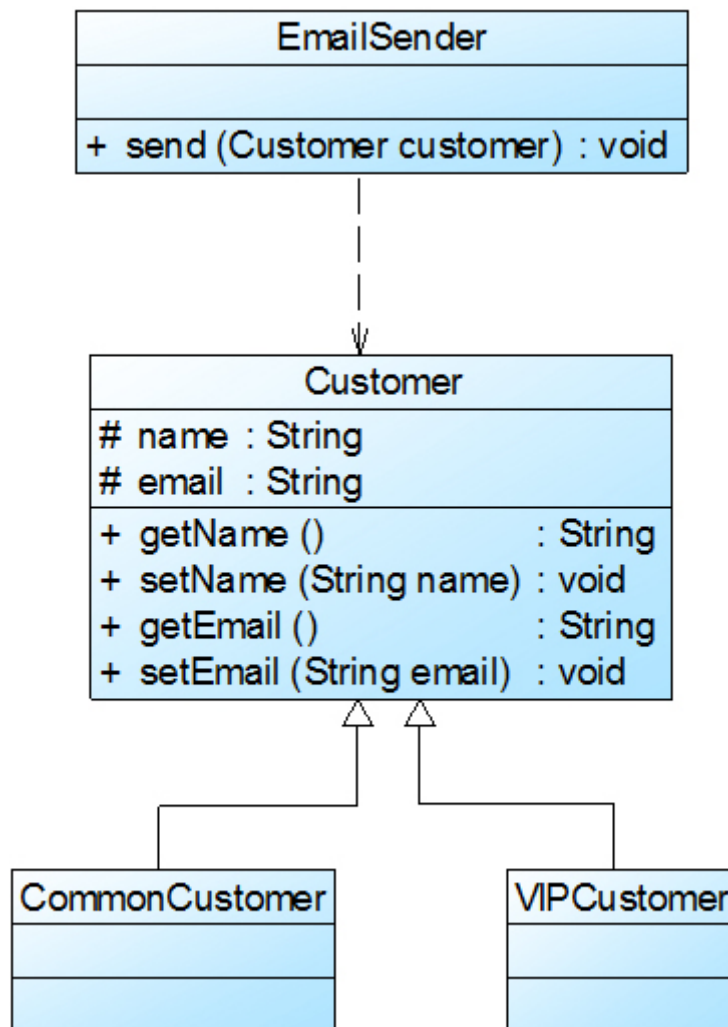 EmailSender
+ send (Customer customer) : void
Customer
# name : String
# email : String
+ getName () : String
+ setName (String name) : void
+ getEmail () : String
+ setEmail (String email) : void
CommonCustomer
VIPCustomer